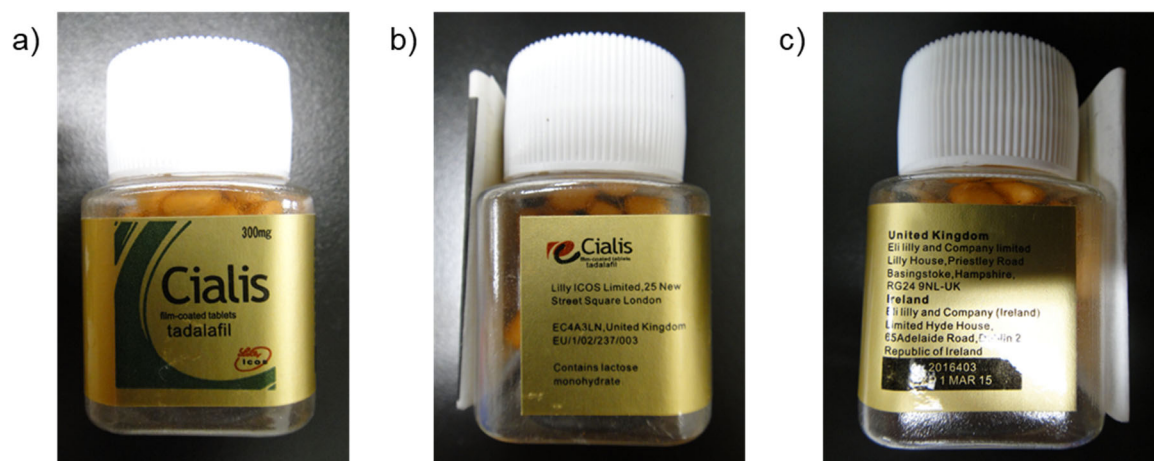 a)
300mg
Cialis
film-coated tablets
tadalafil
Lilly
icos
b)
Cialis
film-coated tablets
tadalafil
Lilly ICOS Limited,25 New
Street Square London
EC4A3LN,United Kingdom
EU/1/02/237/003
Contains lactose
monohydrate
c)
United Kingdom
Eli lilly and Company limited
Lilly House,Priestley Road
Basingstoke,Hampshire,
RG24 9NL-UK
Ireland
Eli lilly and Company (Ireland)
Limited Hyde House,
65Adelaide Road, 2
Republic of Ireland
2016403
1 MAR 15